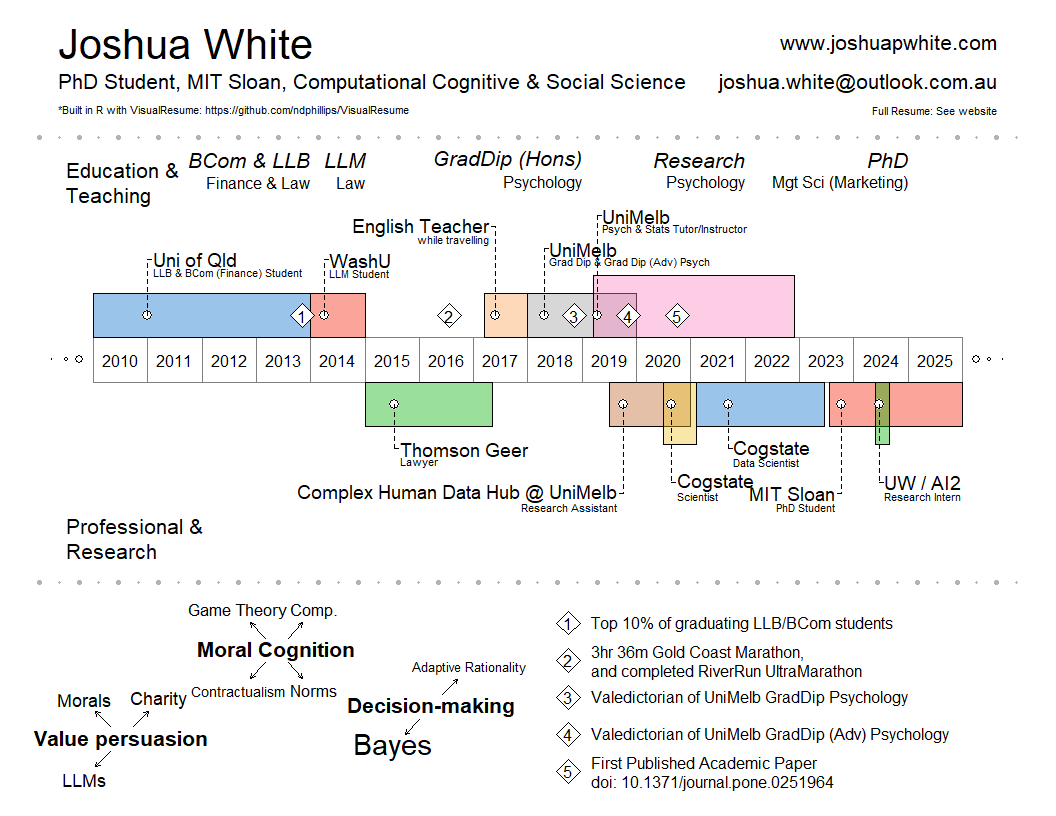 Joshua White
www.joshuapwhite.com
PhD Student, MIT Sloan, Computational Cognitive & Social Science
joshua.white@outlook.com.au
*Built in R with VisualResume: https://github.com/ndphillips/VisualResume
Full Resume: See website
Education &
Teaching
BCom & LLB
Finance & Law
LLM
Law
GradDip (Hons)
Psychology
Research
Psychology
PhD
Mgt Sci (Marketing)
Uni of Qld
LLB & BCom (Finance) Student
WashU
LLM Student
English Teacher
while travelling
UniMelb
Grad Dip & Grad Dip (Adv) Psych
UniMelb
Psych & Stats Tutor/Instructor
1
2
3
4
5
2010 2011 2012 2013 2014 2015 2016 2017 2018 2019 2020 2021 2022 2023 2024 2025
Thomson Geer
Lawyer
Complex Human Data Hub @ UniMelb
Research Assistant
Cogstate
Scientist
Cogstate
Data Scientist
MIT Sloan
PhD Student
UW / AI2
Research Intern
Professional &
Research
Game Theory Comp.
Moral Cognition
Contractualism Norms
Adaptive Rationality
Decision-making
Bayes
Morals Charity
Value persuasion
LLMs
1 Top 10% of graduating LLB/BCom students
2 3hr 36m Gold Coast Marathon,
and completed RiverRun UltraMarathon
3 Valedictorian of UniMelb GradDip Psychology
4 Valedictorian of UniMelb GradDip (Adv) Psychology
5 First Published Academic Paper
doi: 10.1371/journal.pone.0251964